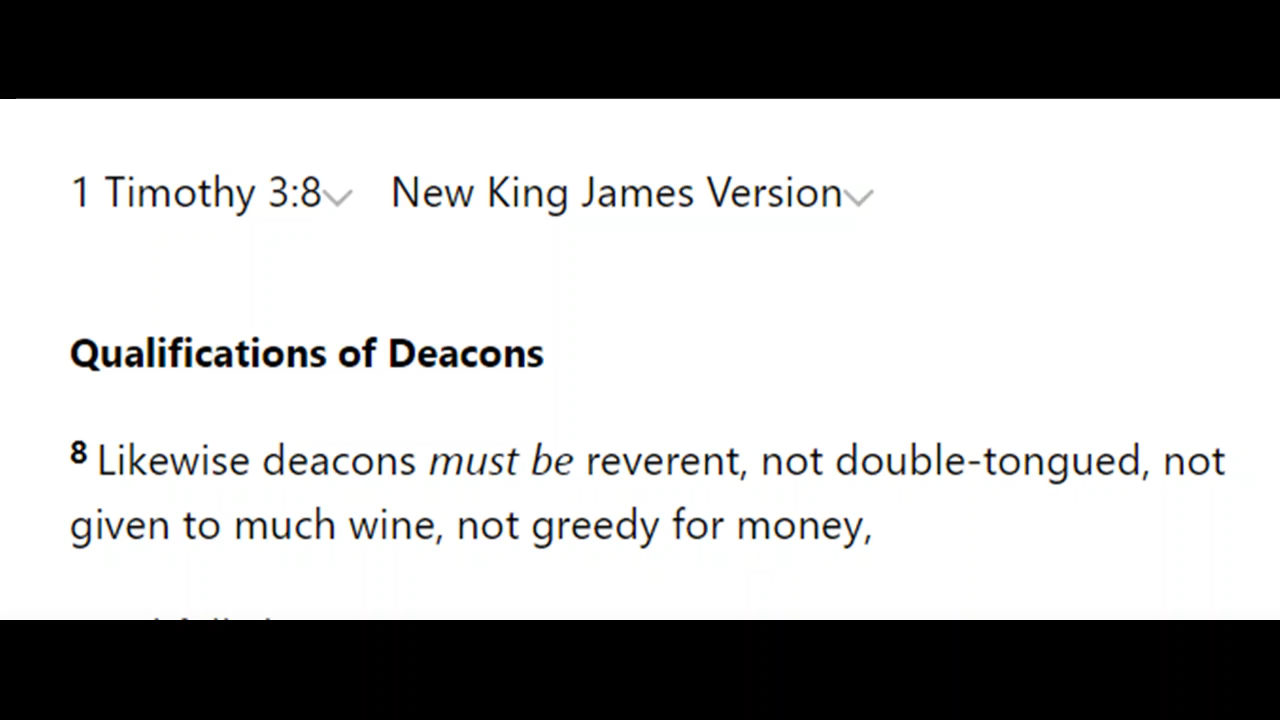 1 Timothy 3:8 New King James Version
Qualifications of Deacons
8 Likewise deacons must be reverent, not double-tongued, not
given to much wine, not greedy for money,